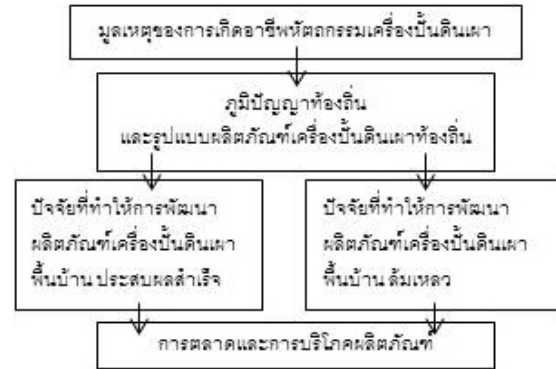 มูลเหตุของการเกิดอาชีพหัตถกรรมเครื่องปั้นดินเผา
ภูมิปัญญาท้องถิ่น
และรูปแบบผลิตภัณฑ์เครื่องปั้นดินเผาท้องถิ่น
ปัจจัยที่ทำให้การพัฒนา
ผลิตภัณฑ์เครื่องปั้นดินเผา
พื้นบ้าน ประสบผลสำเร็จ
ปัจจัยที่ทำให้การพัฒนา
ผลิตภัณฑ์เครื่องปั้นดินเผา
พื้นบ้าน ล้มเหลว
การตลาดและการบริโภคผลิตภัณฑ์